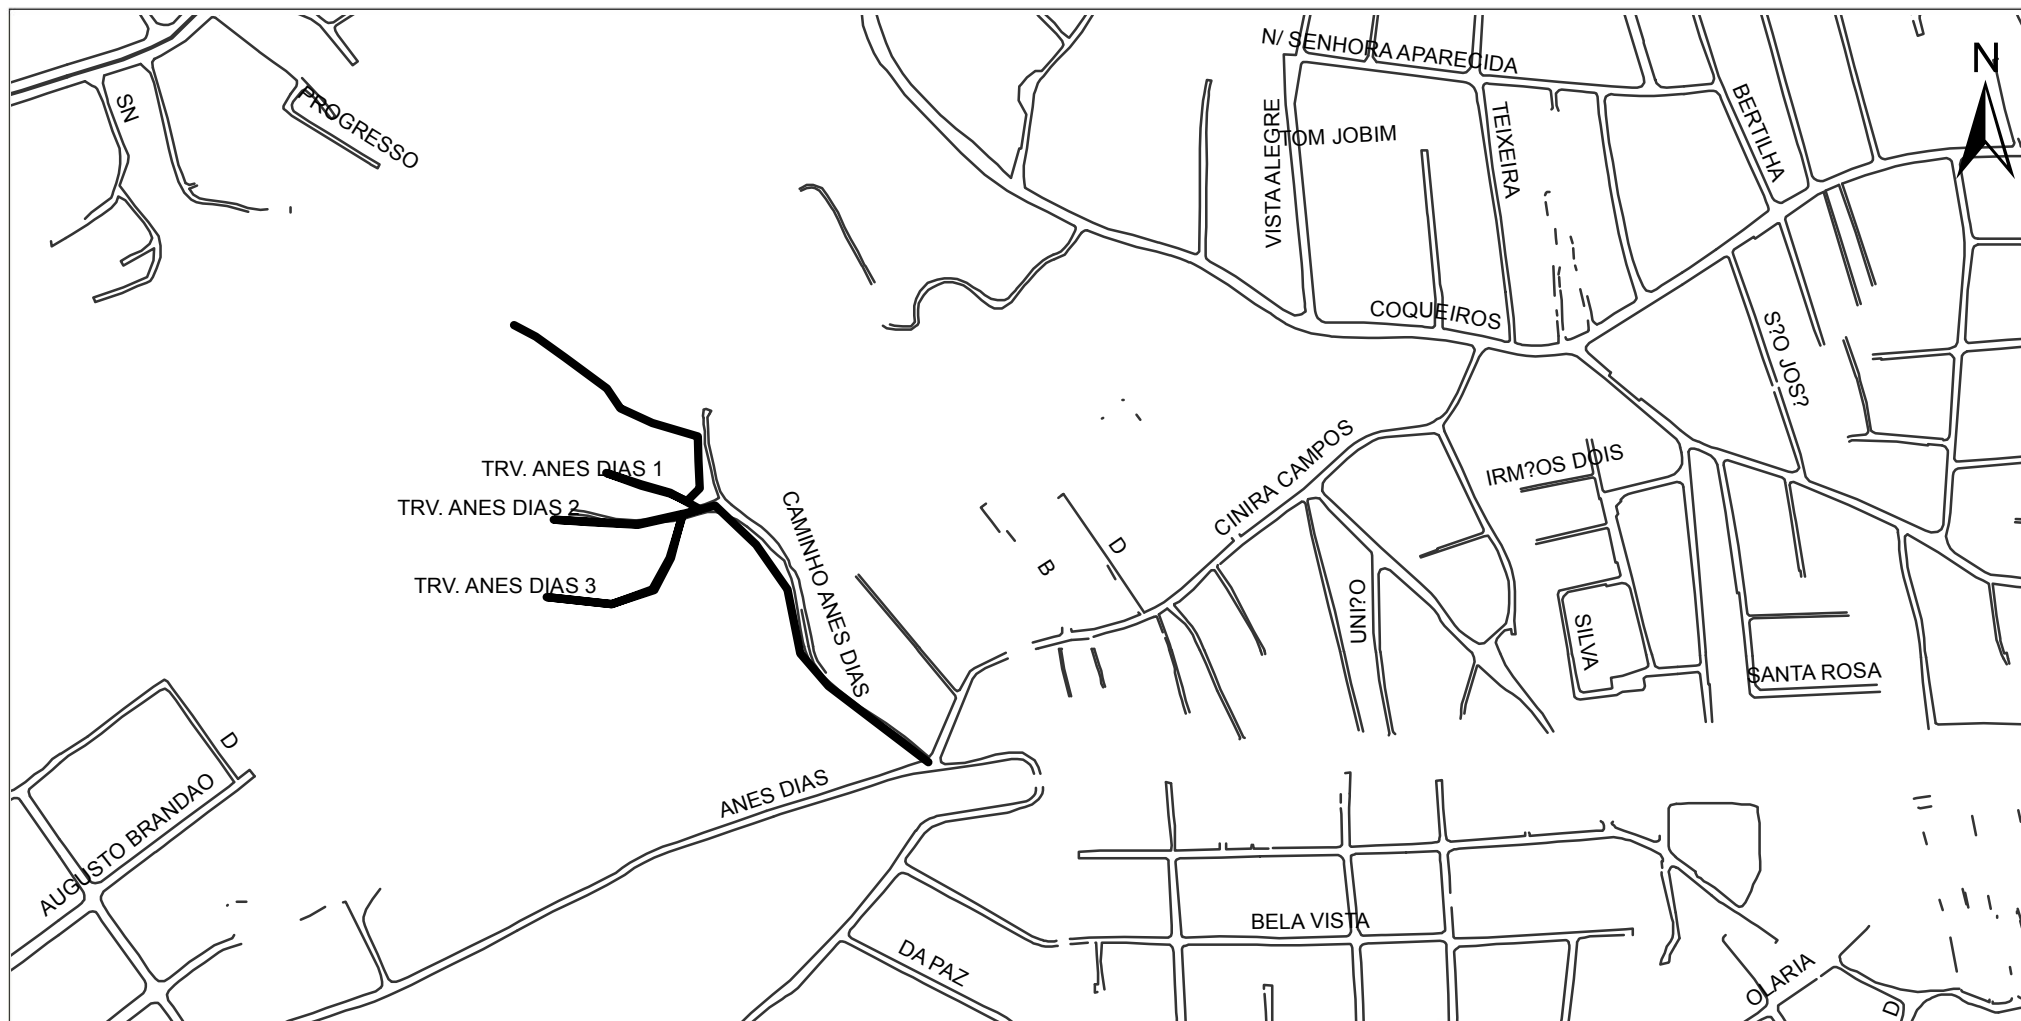 N/ SENHORA APARECIDA
N
SN
PROGRESSO
BERTILHA
TEIXEIRA
VISTA ALEGRE
TOM JOBIM
COQUEIROS
S?O JOS?
TRV. ANES DIAS 1
TRV. ANES DIAS 2
TRV. ANES DIAS 3
CAMINHO ANES DIAS
CINIRA CAMPOS
IRM?OS DOIS
D
B
UNI?O
SILVA
SANTA ROSA
D
AUGUSTO BRANDAO
ANES DIAS
BELA VISTA
DA PAZ
OLARIA
D